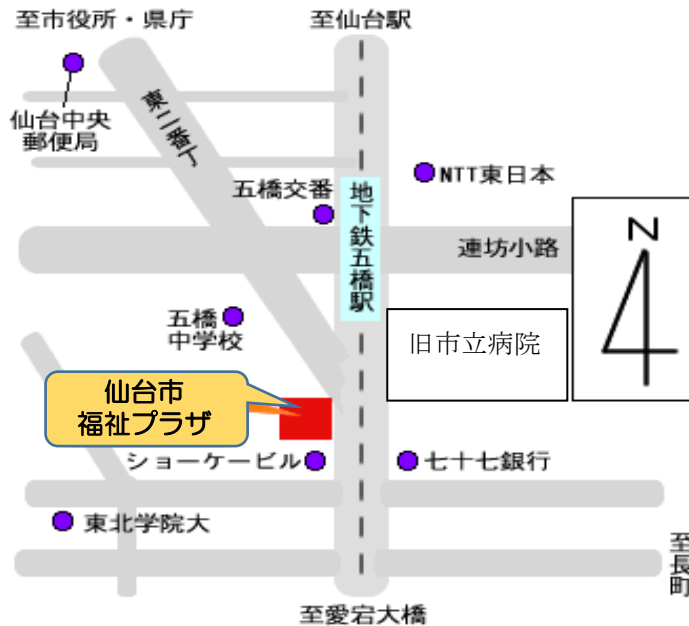 至市役所・県庁
至仙台駅
仙台中央
郵便局
東二番丁
NTT東日本
五橋交番
地下鉄五橋駅
連坊小路
N
五橋
中学校
旧市立病院
仙台市
福祉プラザ
ショーケービル
七十七銀行
東北学院大
至長町
至愛宕大橋